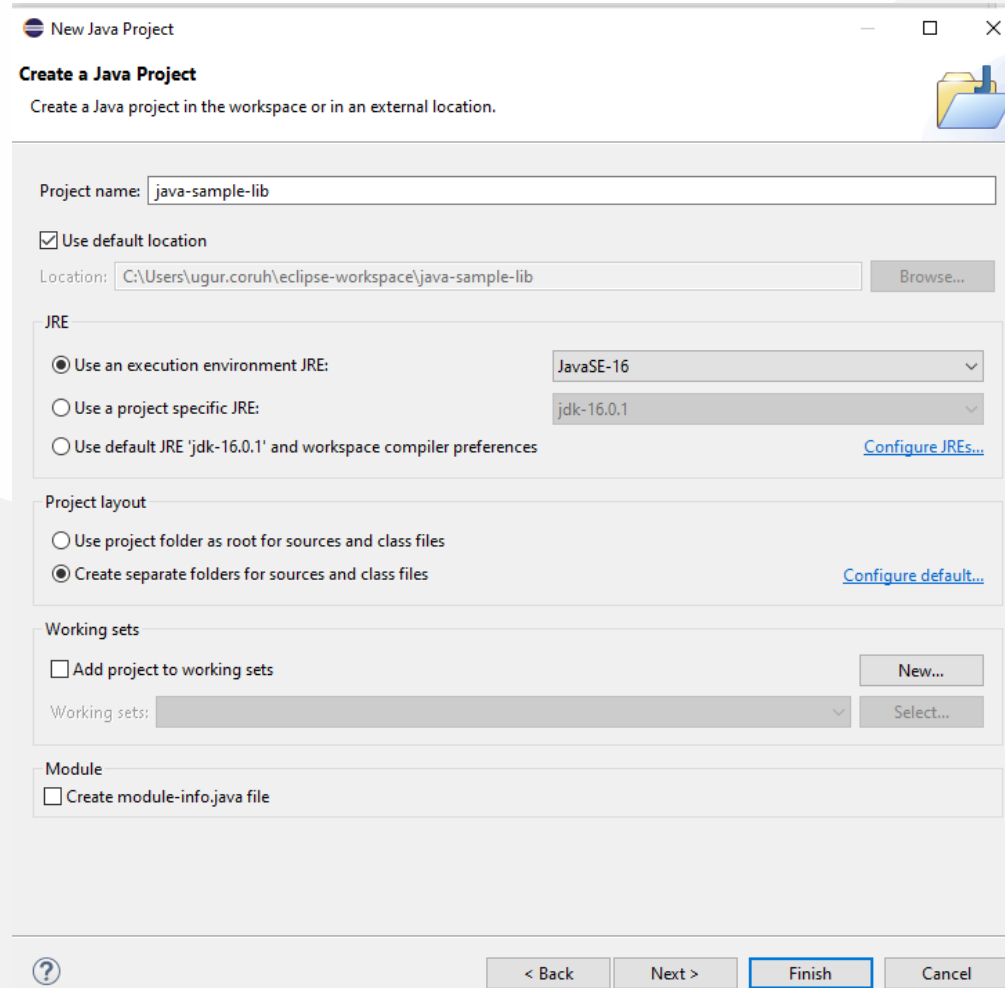 New Java Project
Create a Java Project
Create a Java project in the workspace or in an external location.
Project name: java-sample-lib
Use default location
Location: C:\Users\ugur.coruh\eclipse-workspace\java-sample-lib Browse...
JRE
Use an execution environment JRE: JavaSE-16
Use a project specific JRE: jdk-16.0.1
Use default JRE 'jdk-16.0.1' and workspace compiler preferences Configure JREs...
Project layout
Use project folder as root for sources and class files
Create separate folders for sources and class files Configure default...
Working sets
Add project to working sets New...
Working sets: Select...
Module
Create module-info.java file
? < Back Next > Finish Cancel